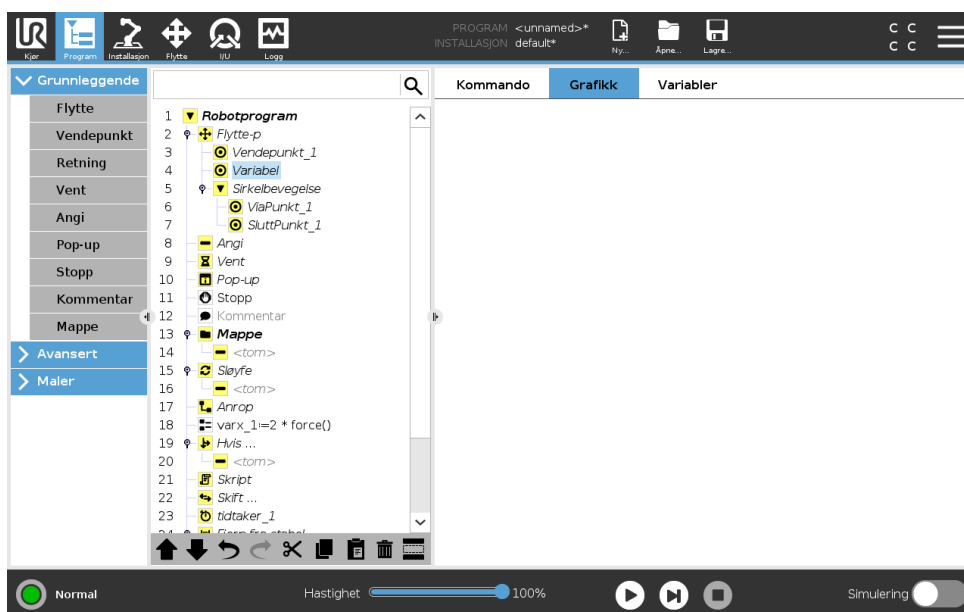 PROGRAM <unnamed>*
INSTALLASJON default*
Kjør
Program
Installasjon
Flytte
I/U
Logg
Ny...
Åpne...
Lagre...
C C
C C
Grunnleggende
Flytte
Vendepunkt
Retning
Vent
Angi
Pop-up
Stopp
Kommentar
Mappe
Avansert
Maler
1 Robotprogram
2 Flytte-p
3 Vendepunkt_1
4 Variabel
5 Sirkelbevegelse
6 ViaPunkt_1
7 SluttPunkt_1
8 Angi
9 Vent
10 Pop-up
11 Stopp
12 Kommentar
13 Mappe
14 <tom>
15 Sløyfe
16 <tom>
17 Anrop
18 varx_1:=2 * force()
19 Hvis ...
20 <tom>
21 Skript
22 Skift ...
23 tidtaker_1
24 Fjern fra stabel
Kommando
Grafikk
Variabler
Normal
Hastighet
100%
Simulering